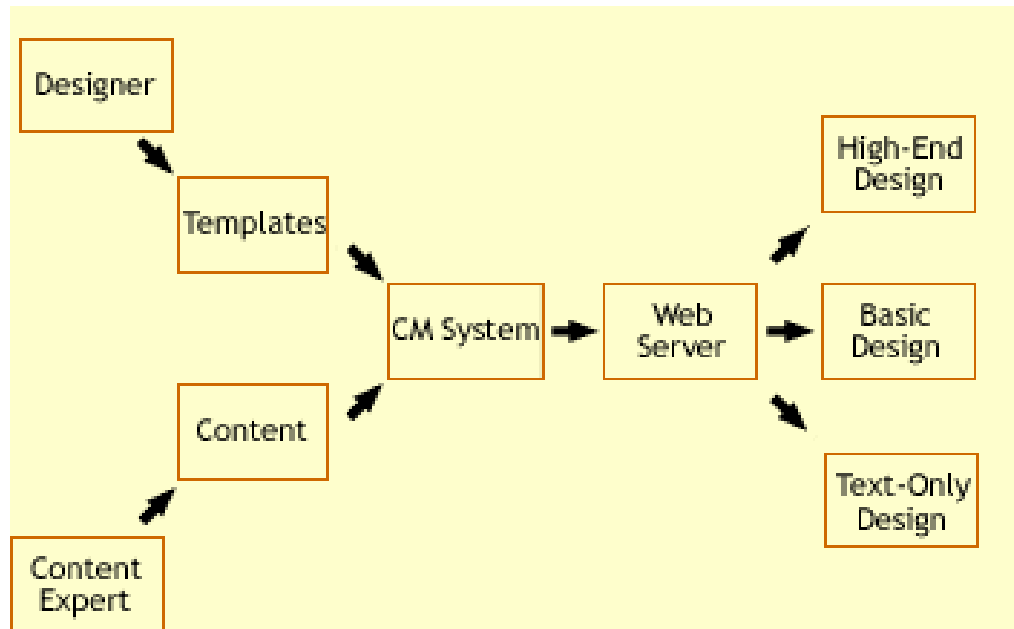 Designer
Templates
Content
Content
Expert
CM System
Web
Server
High-End
Design
Basic
Design
Text-Only
Design